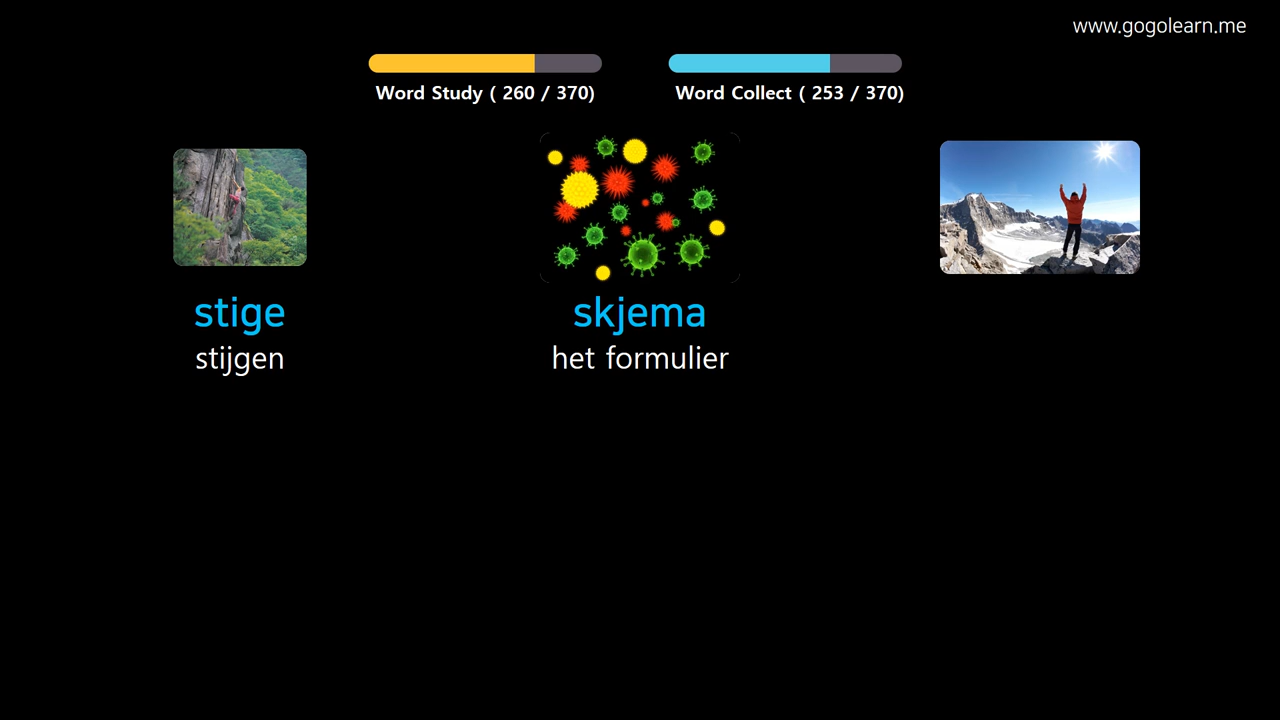 www.gogolearn.me
Word Study ( 260 / 370)
Word Collect ( 253 / 370)
stige
stijgen
skjema
het formulier